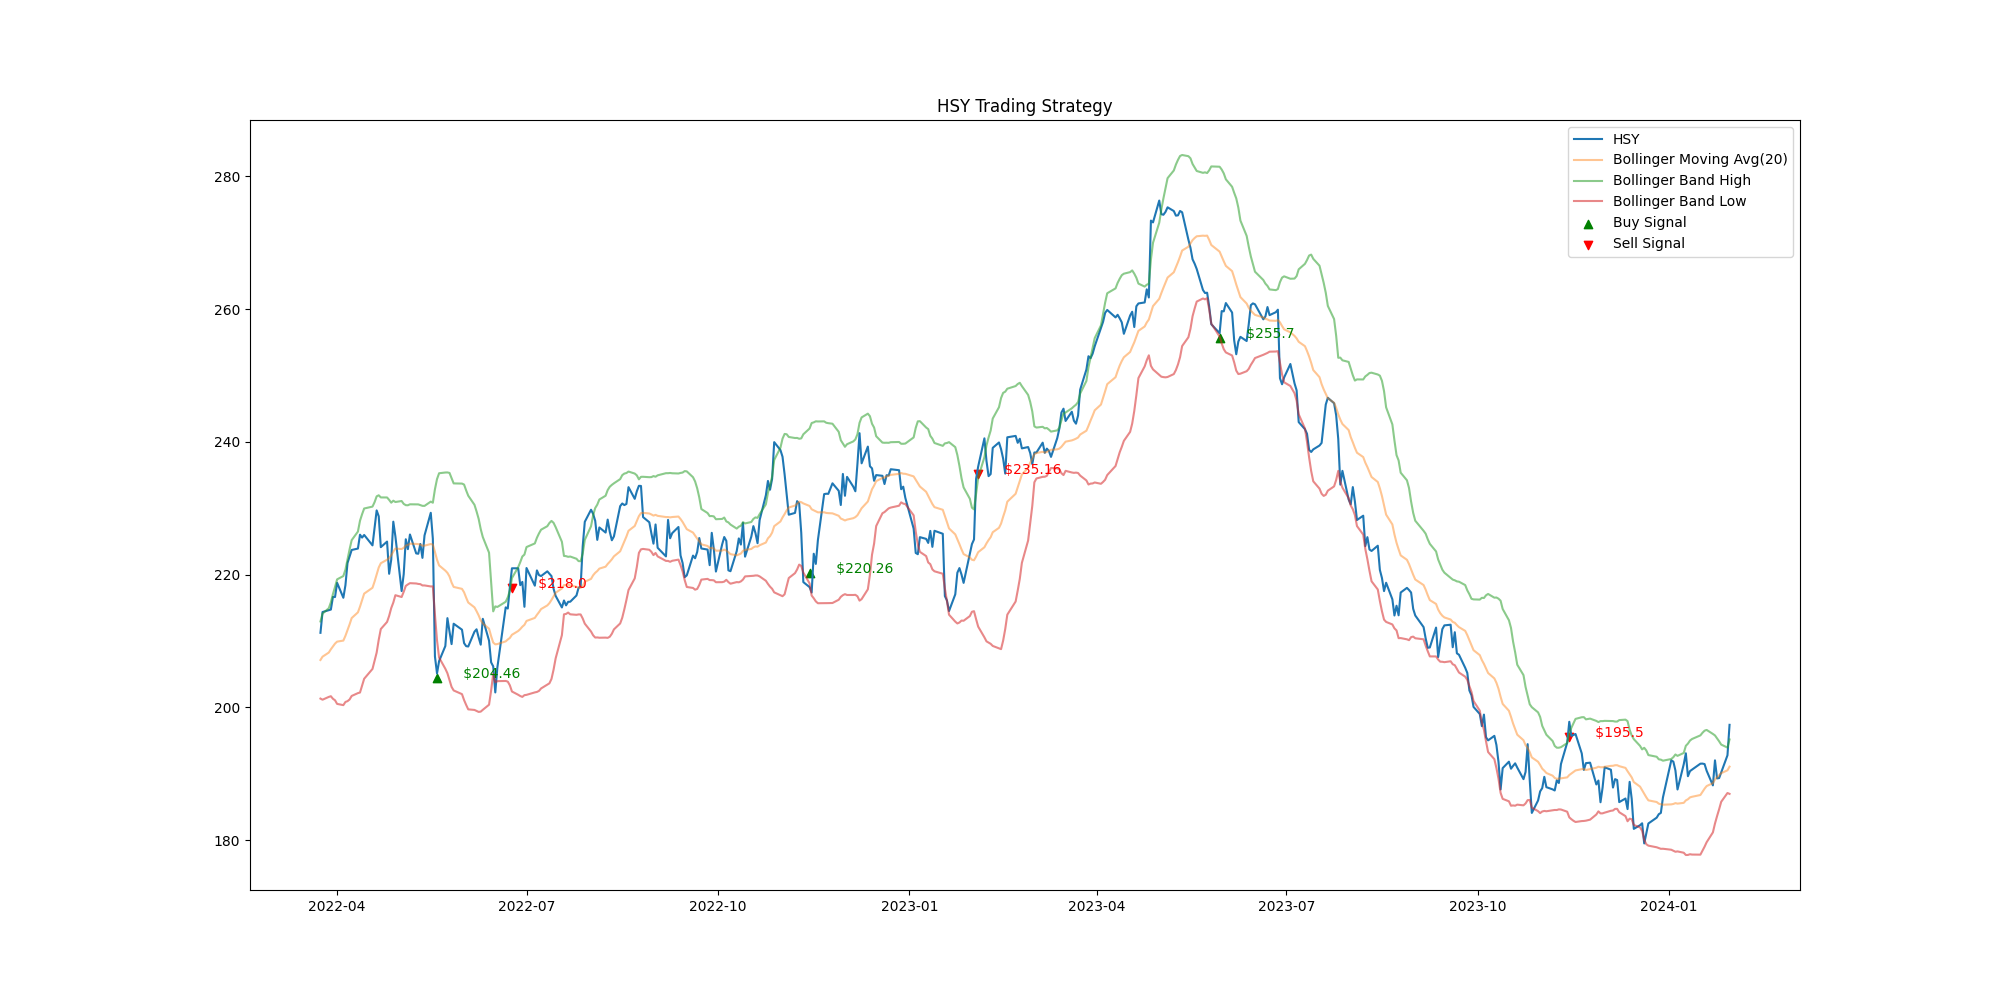 HSY Trading Strategy
HSY
Bollinger Moving Avg(20)
Bollinger Band High
Bollinger Band Low
Buy Signal
Sell Signal
280
260
240
220
200
180
$255.7
$235.16
$218.0
$220.26
$204.46
$195.5
2022-04 2022-07 2022-10 2023-01 2023-04 2023-07 2023-10 2024-01